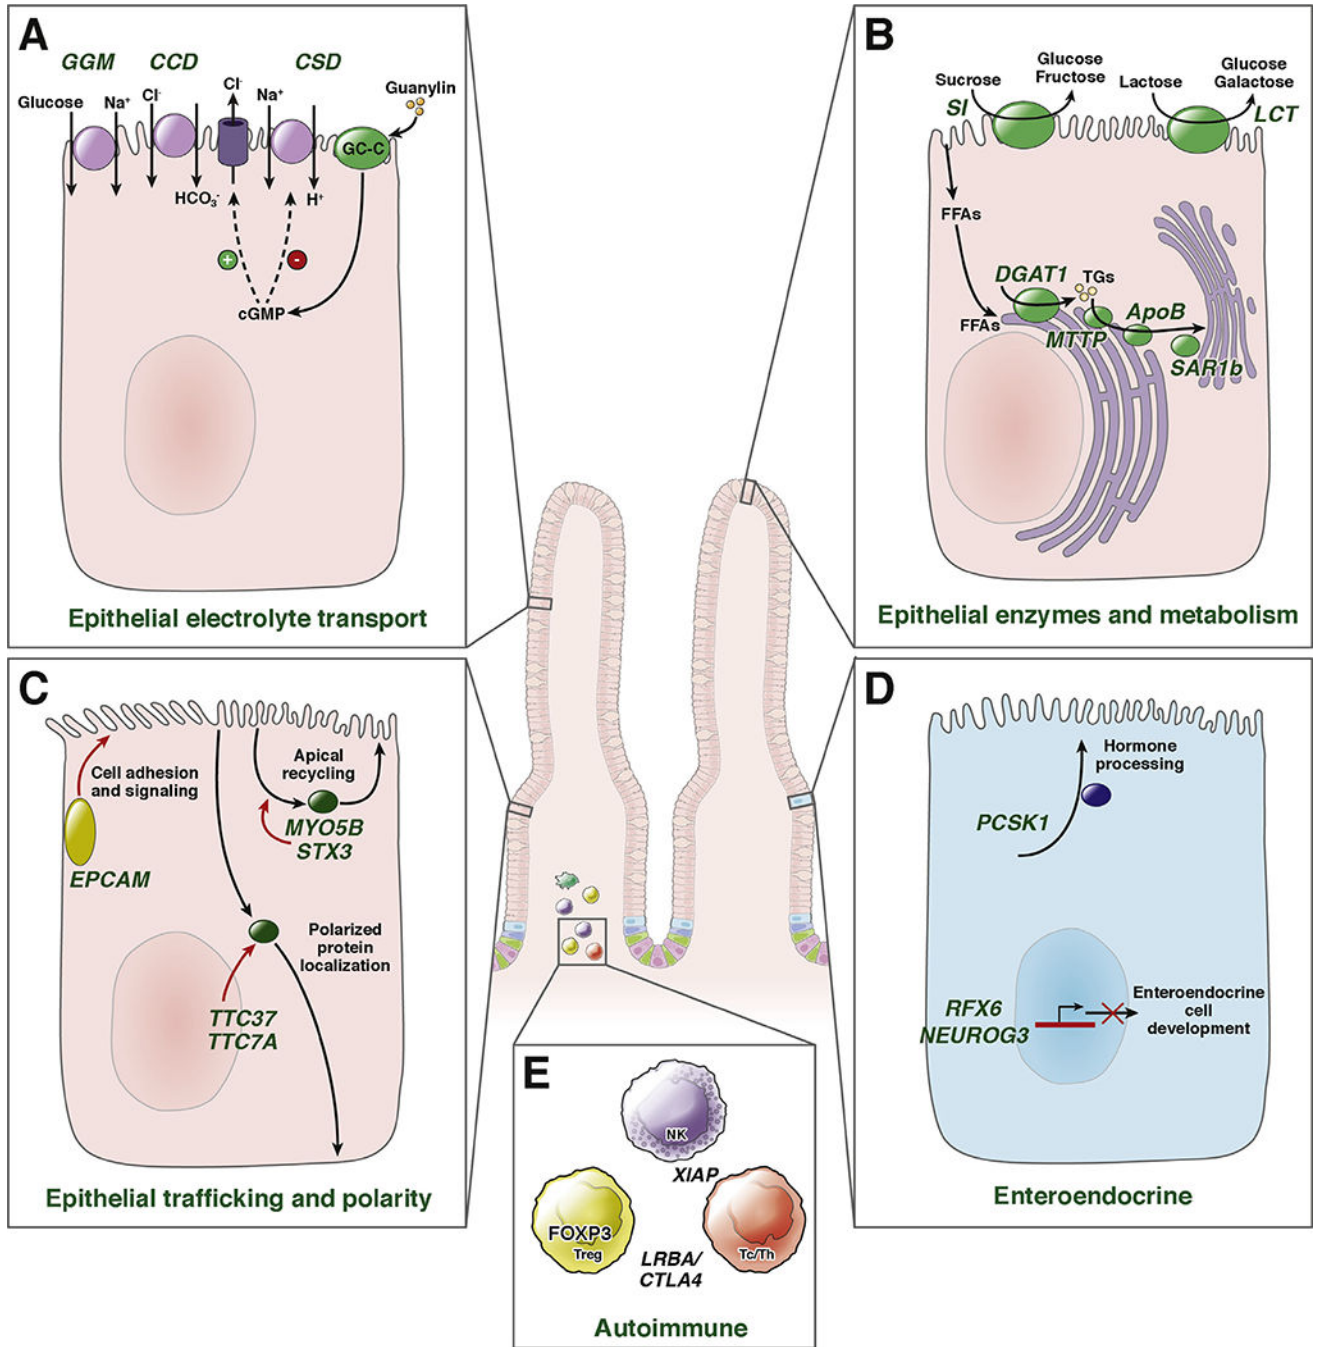 A
GGM
CCD
CSD
Glucose
Na⁺
Cl⁻
Cl⁻
Na⁺
Guanylin
GC-C
HCO₃⁻
H⁺
+
-
cGMP
Epithelial electrolyte transport
B
Sucrose
Glucose
Fructose
Lactose
Glucose
Galactose
SI
LCT
FFAs
DGAT1
TGs
FFAs
MTTP
ApoB
SAR1b
Epithelial enzymes and metabolism
C
Cell adhesion
and signaling
Apical
recycling
MYO5B
STX3
EPCAM
Polarized
protein
localization
TTC37
TTC7A
Epithelial trafficking and polarity
D
Hormone
processing
PCSK1
RFX6
NEUROG3
Enteroendocrine
cell
development
Enteroendocrine
E
NK
XIAP
FOXP3
Treg
Tc/Th
LRBA/
CTLA4
Autoimmune